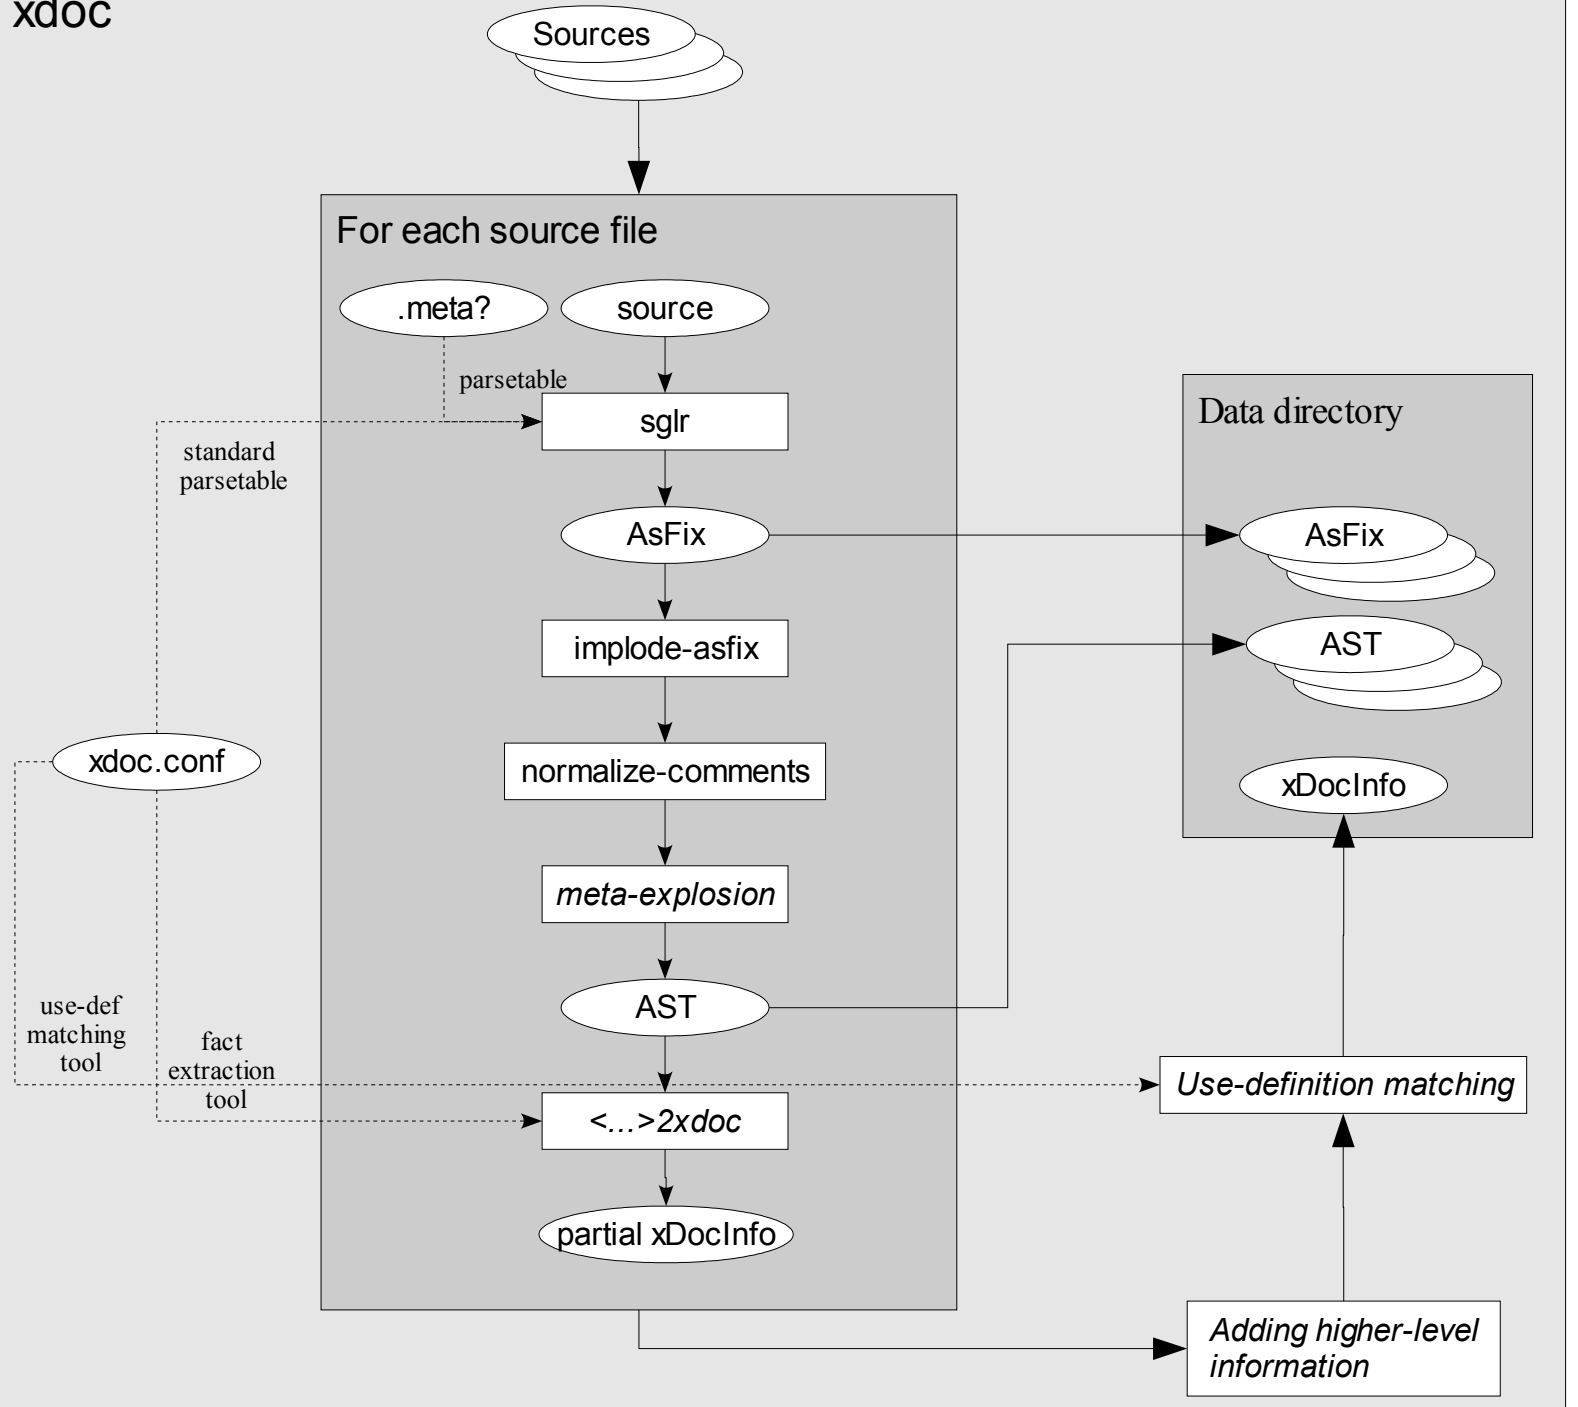 xdoc
Sources
For each source file
.meta?
source
parsetable
sglr
standard
parsetable
Data directory
AsFix
AsFix
implode-asfix
AST
xdoc.conf
normalize-comments
xDocInfo
meta-explosion
AST
use-def
matching
tool
fact
extraction
tool
Use-definition matching
<...>2xdoc
partial xDocInfo
Adding higher-level
information